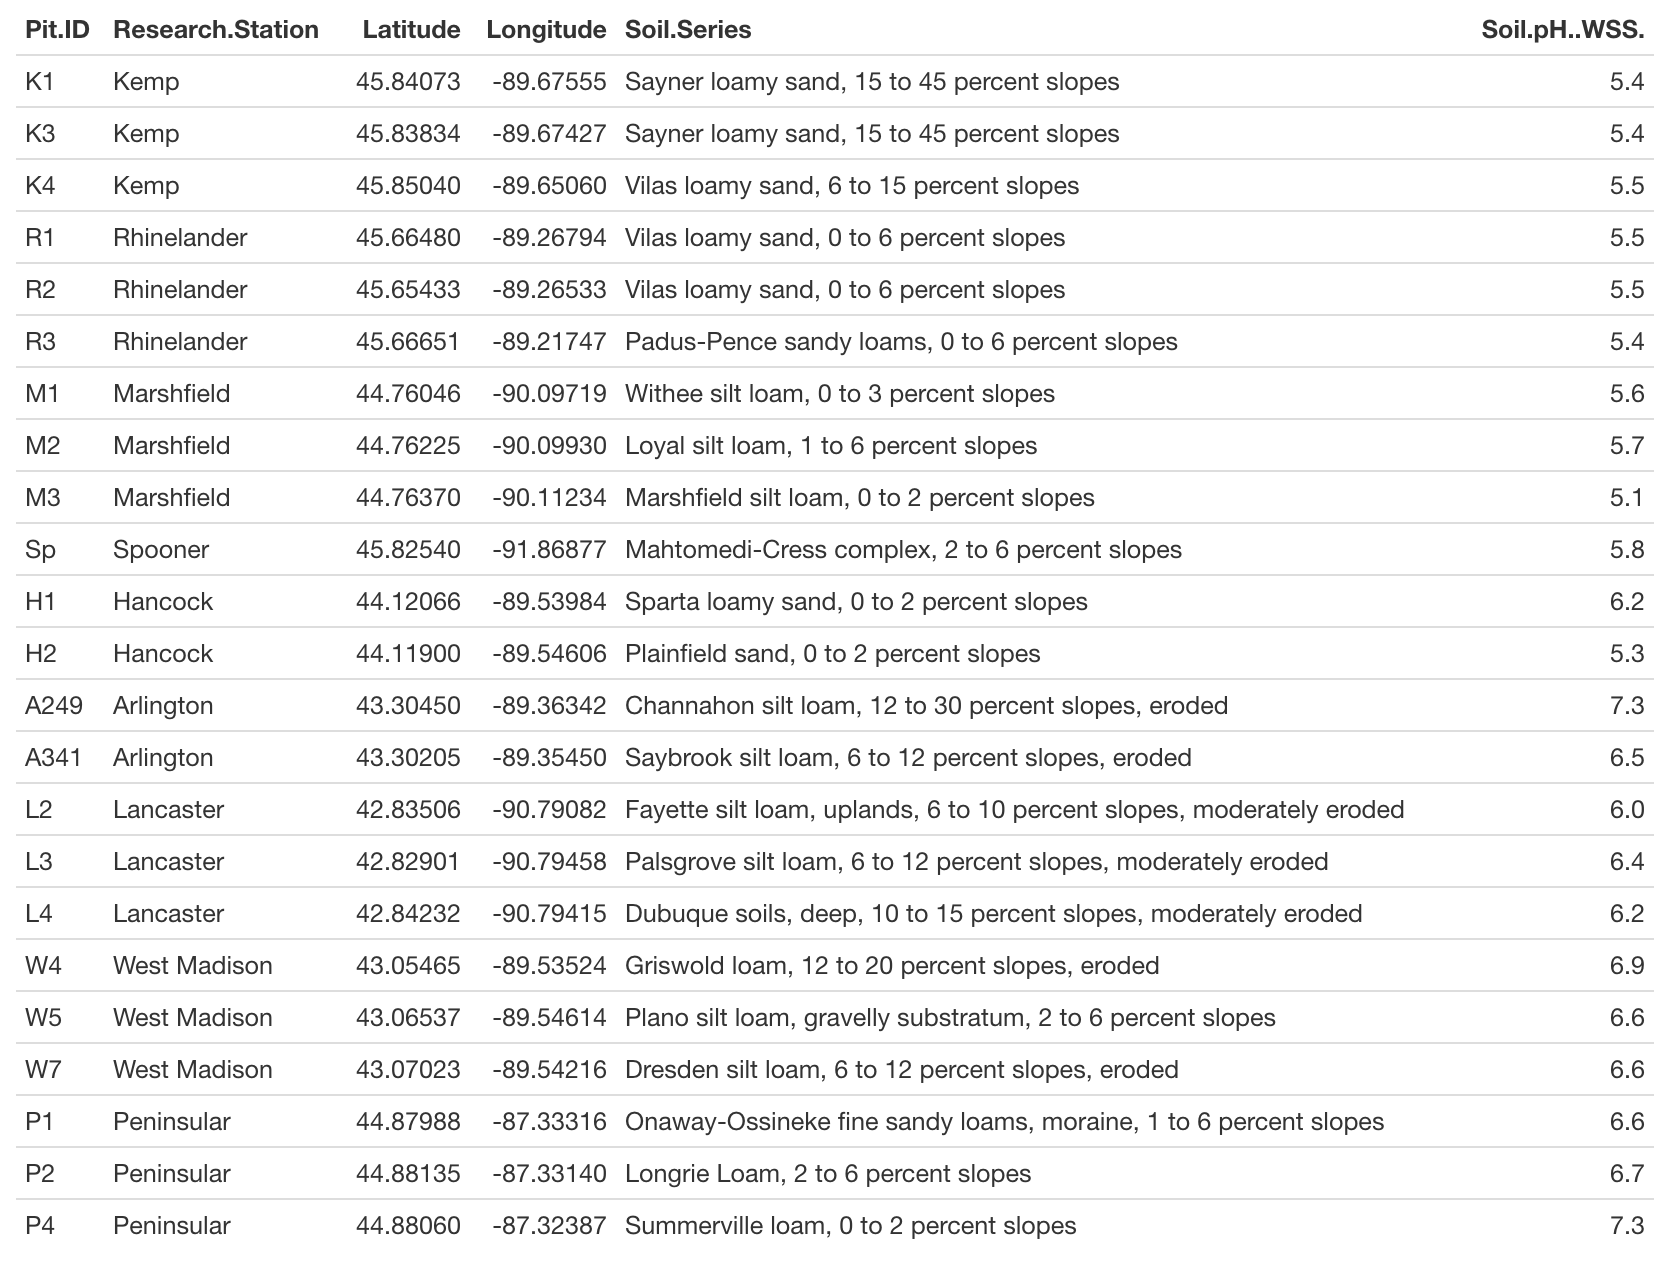 Pit.ID Research.Station Latitude Longitude Soil.Series Soil.pH..WSS.
K1 Kemp 45.84073 -89.67555 Sayner loamy sand, 15 to 45 percent slopes 5.4
K3 Kemp 45.83834 -89.67427 Sayner loamy sand, 15 to 45 percent slopes 5.4
K4 Kemp 45.85040 -89.65060 Vilas loamy sand, 6 to 15 percent slopes 5.5
R1 Rhinelander 45.66480 -89.26794 Vilas loamy sand, 0 to 6 percent slopes 5.5
R2 Rhinelander 45.65433 -89.26533 Vilas loamy sand, 0 to 6 percent slopes 5.5
R3 Rhinelander 45.66651 -89.21747 Padus-Pence sandy loams, 0 to 6 percent slopes 5.4
M1 Marshfield 44.76046 -90.09719 Withee silt loam, 0 to 3 percent slopes 5.6
M2 Marshfield 44.76225 -90.09930 Loyal silt loam, 1 to 6 percent slopes 5.7
M3 Marshfield 44.76370 -90.11234 Marshfield silt loam, 0 to 2 percent slopes 5.1
Sp Spooner 45.82540 -91.86877 Mahtomedi-Cress complex, 2 to 6 percent slopes 5.8
H1 Hancock 44.12066 -89.53984 Sparta loamy sand, 0 to 2 percent slopes 6.2
H2 Hancock 44.11900 -89.54606 Plainfield sand, 0 to 2 percent slopes 5.3
A249 Arlington 43.30450 -89.36342 Channahon silt loam, 12 to 30 percent slopes, eroded 7.3
A341 Arlington 43.30205 -89.35450 Saybrook silt loam, 6 to 12 percent slopes, eroded 6.5
L2 Lancaster 42.83506 -90.79082 Fayette silt loam, uplands, 6 to 10 percent slopes, moderately eroded 6.0
L3 Lancaster 42.82901 -90.79458 Palsgrove silt loam, 6 to 12 percent slopes, moderately eroded 6.4
L4 Lancaster 42.84232 -90.79415 Dubuque soils, deep, 10 to 15 percent slopes, moderately eroded 6.2
W4 West Madison 43.05465 -89.53524 Griswold loam, 12 to 20 percent slopes, eroded 6.9
W5 West Madison 43.06537 -89.54614 Plano silt loam, gravelly substratum, 2 to 6 percent slopes 6.6
W7 West Madison 43.07023 -89.54216 Dresden silt loam, 6 to 12 percent slopes, eroded 6.6
P1 Peninsular 44.87988 -87.33316 Onaway-Ossineke fine sandy loams, moraine, 1 to 6 percent slopes 6.6
P2 Peninsular 44.88135 -87.33140 Longrie Loam, 2 to 6 percent slopes 6.7
P4 Peninsular 44.88060 -87.32387 Summerville loam, 0 to 2 percent slopes 7.3